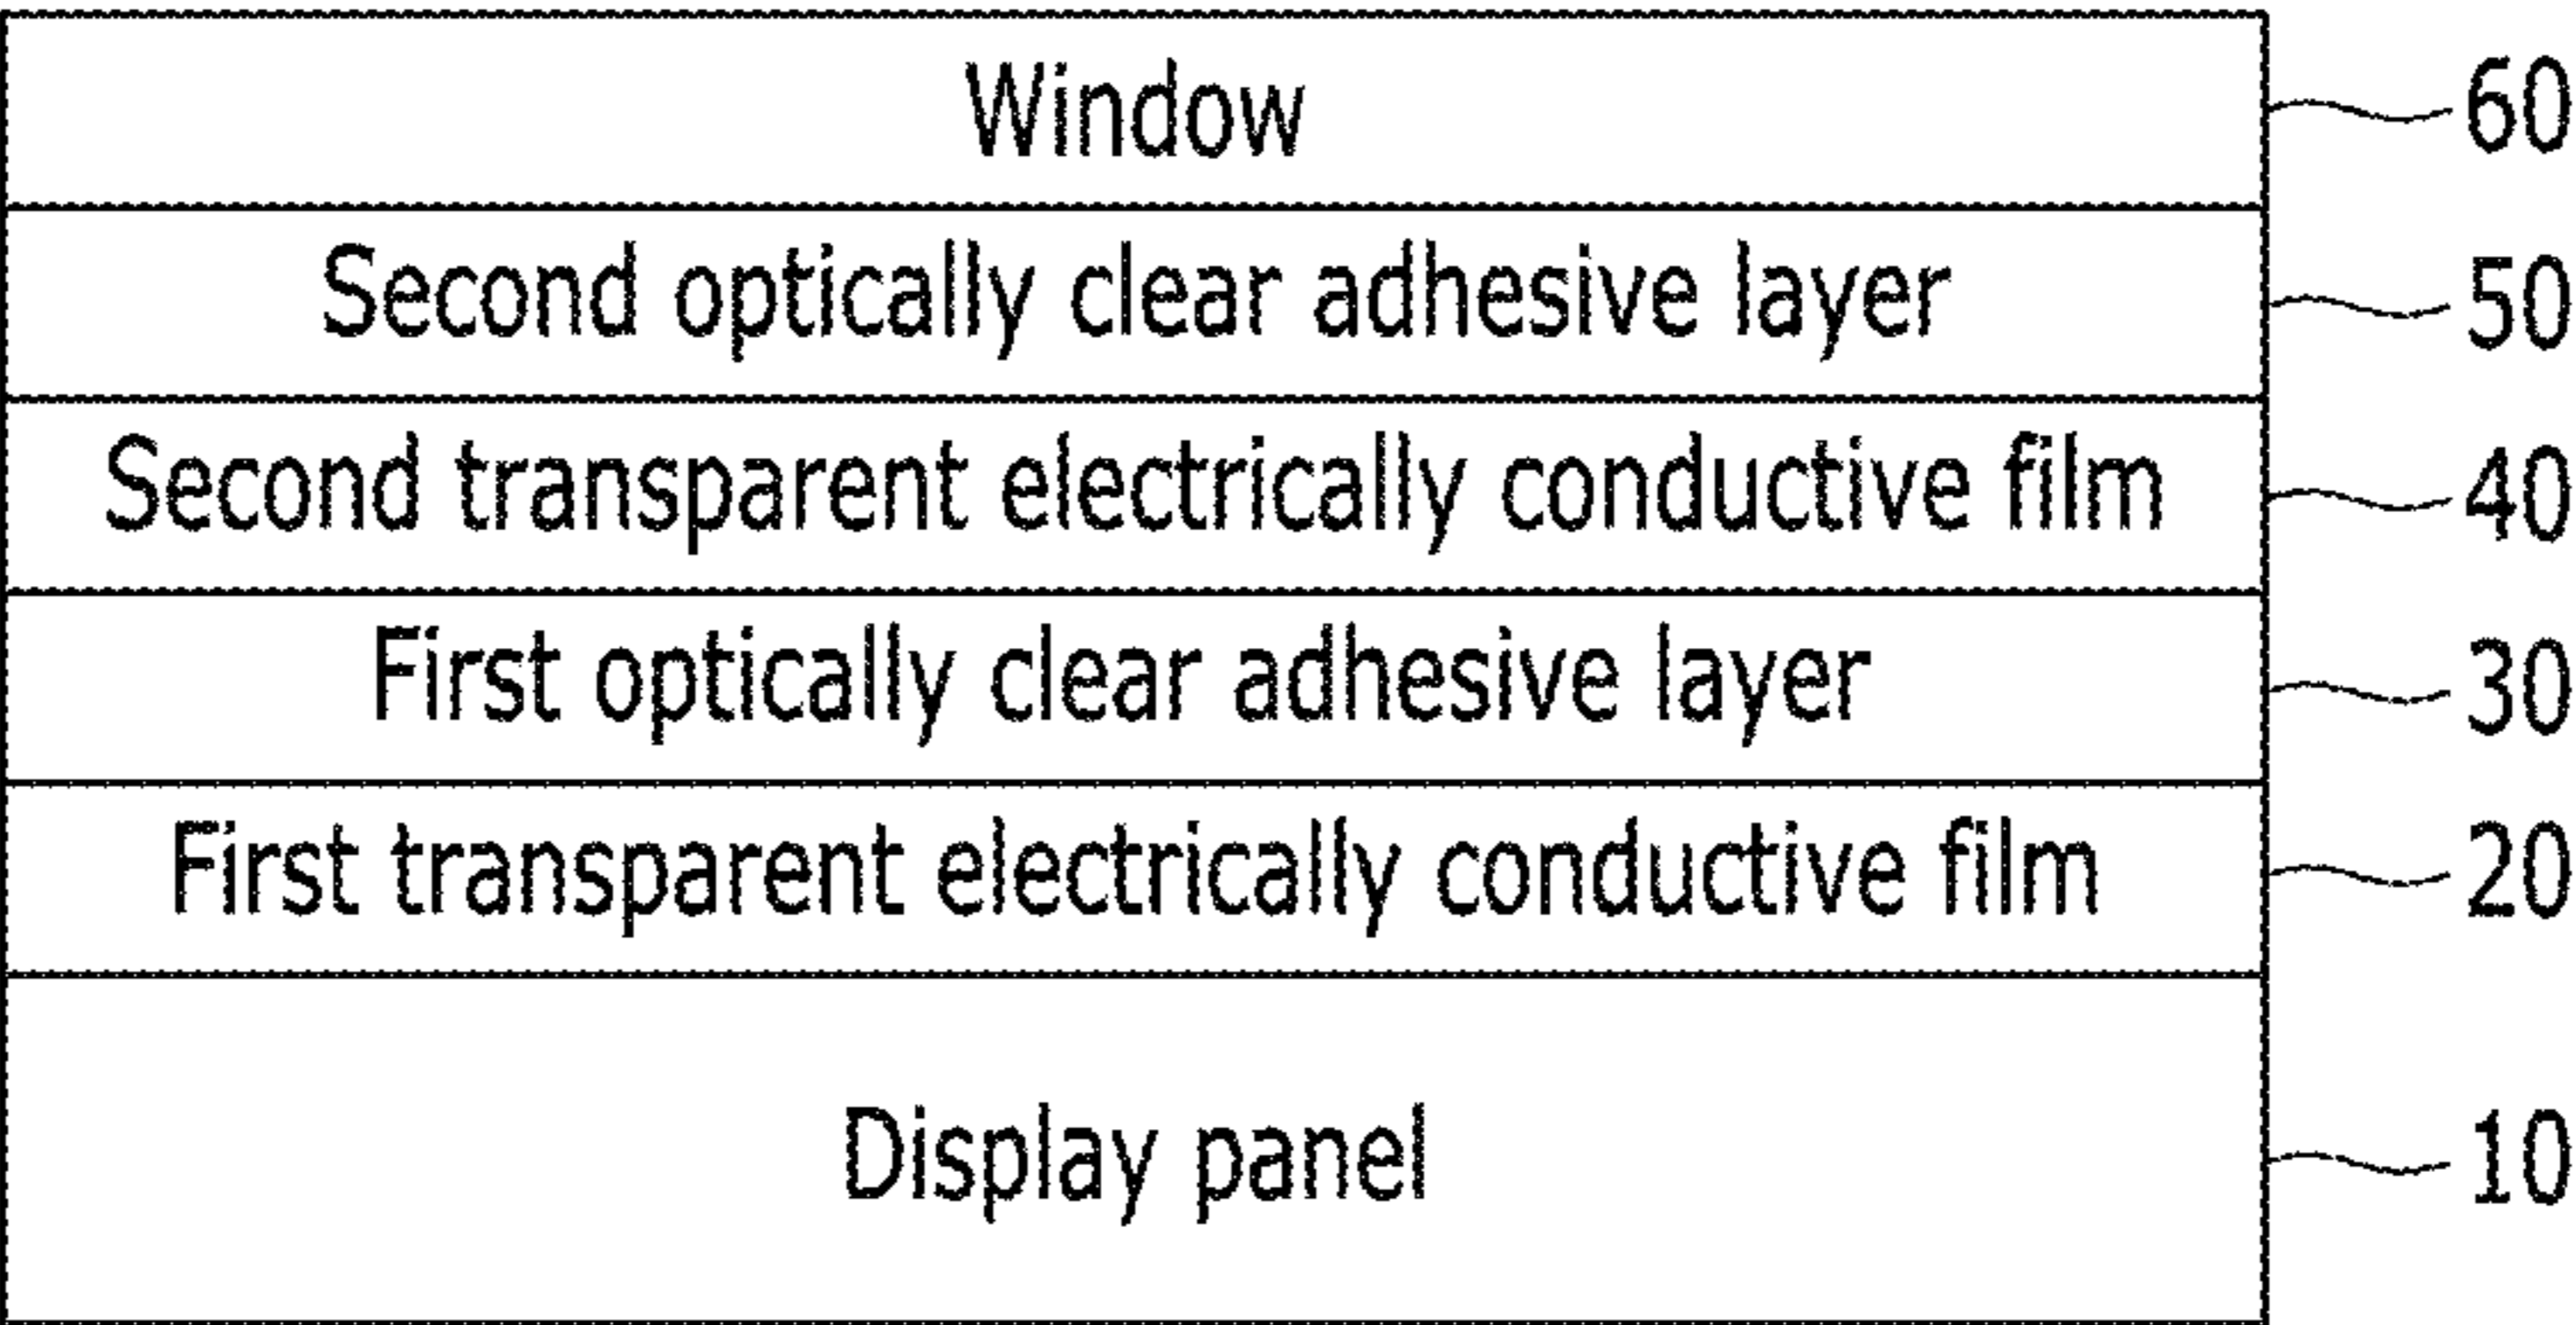 Window 60
Second optically clear adhesive layer 50
Second transparent electrically conductive film 40
First optically clear adhesive layer 30
First transparent electrically conductive film 20
Display panel 10